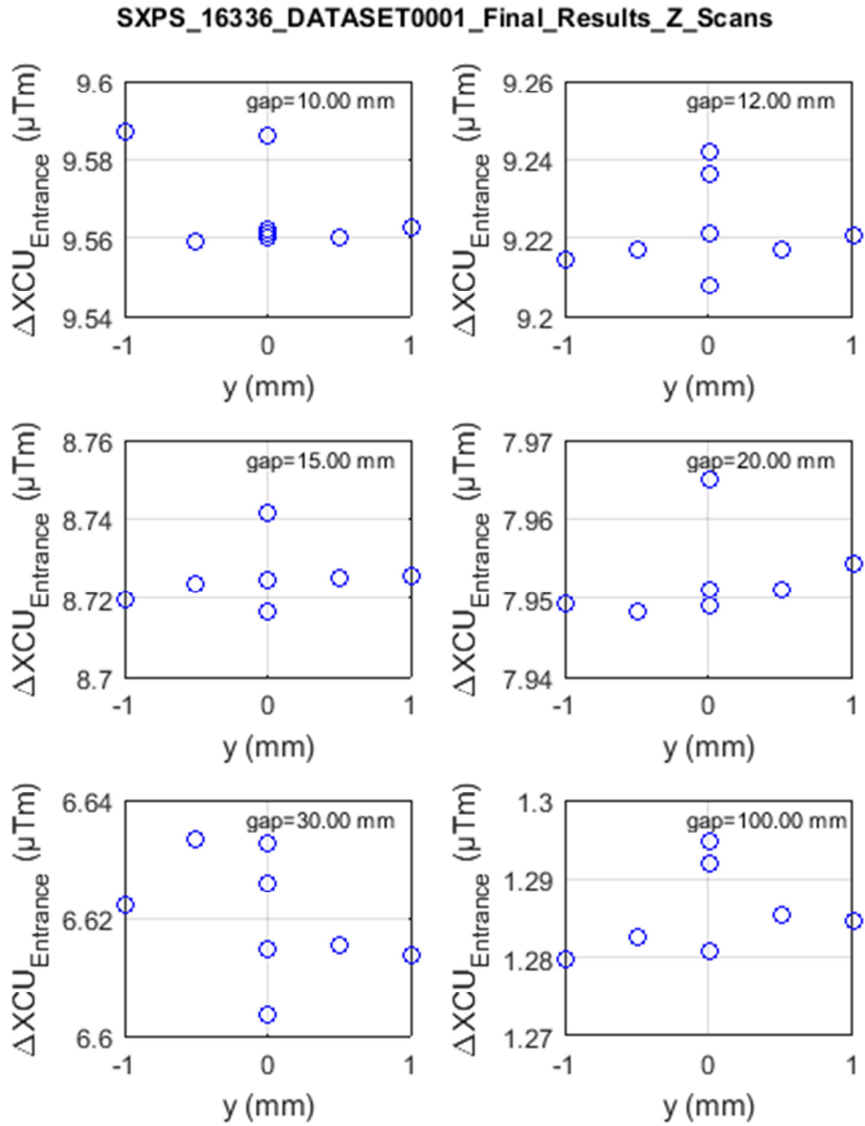 SXPS_16336_DATASET0001_Final_Results_Z_Scans
ΔXCU_Entrance (μTm)
9.6
9.58
9.56
9.54
gap=10.00 mm
-1 0 1
y (mm)
ΔXCU_Entrance (μTm)
9.26
9.24
9.22
9.2
gap=12.00 mm
-1 0 1
y (mm)
ΔXCU_Entrance (μTm)
8.76
8.74
8.72
8.7
gap=15.00 mm
-1 0 1
y (mm)
ΔXCU_Entrance (μTm)
7.97
7.96
7.95
7.94
gap=20.00 mm
-1 0 1
y (mm)
ΔXCU_Entrance (μTm)
6.64
6.62
6.6
gap=30.00 mm
-1 0 1
y (mm)
ΔXCU_Entrance (μTm)
1.3
1.29
1.28
1.27
gap=100.00 mm
-1 0 1
y (mm)